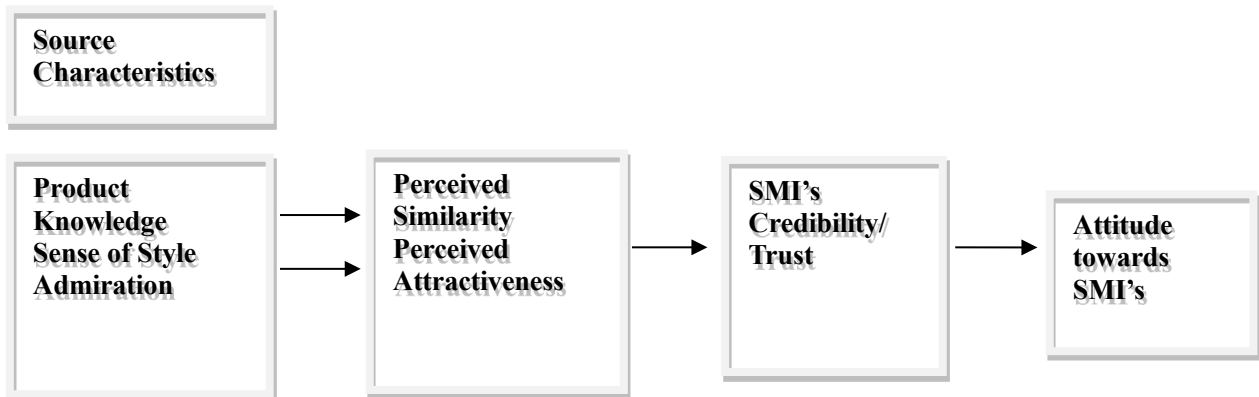 Source
Characteristics
Product
Knowledge
Sense of Style
Admiration
Perceived
Similarity
Perceived
Attractiveness
SMI’s
Credibility/
Trust
Attitude
towards
SMI’s